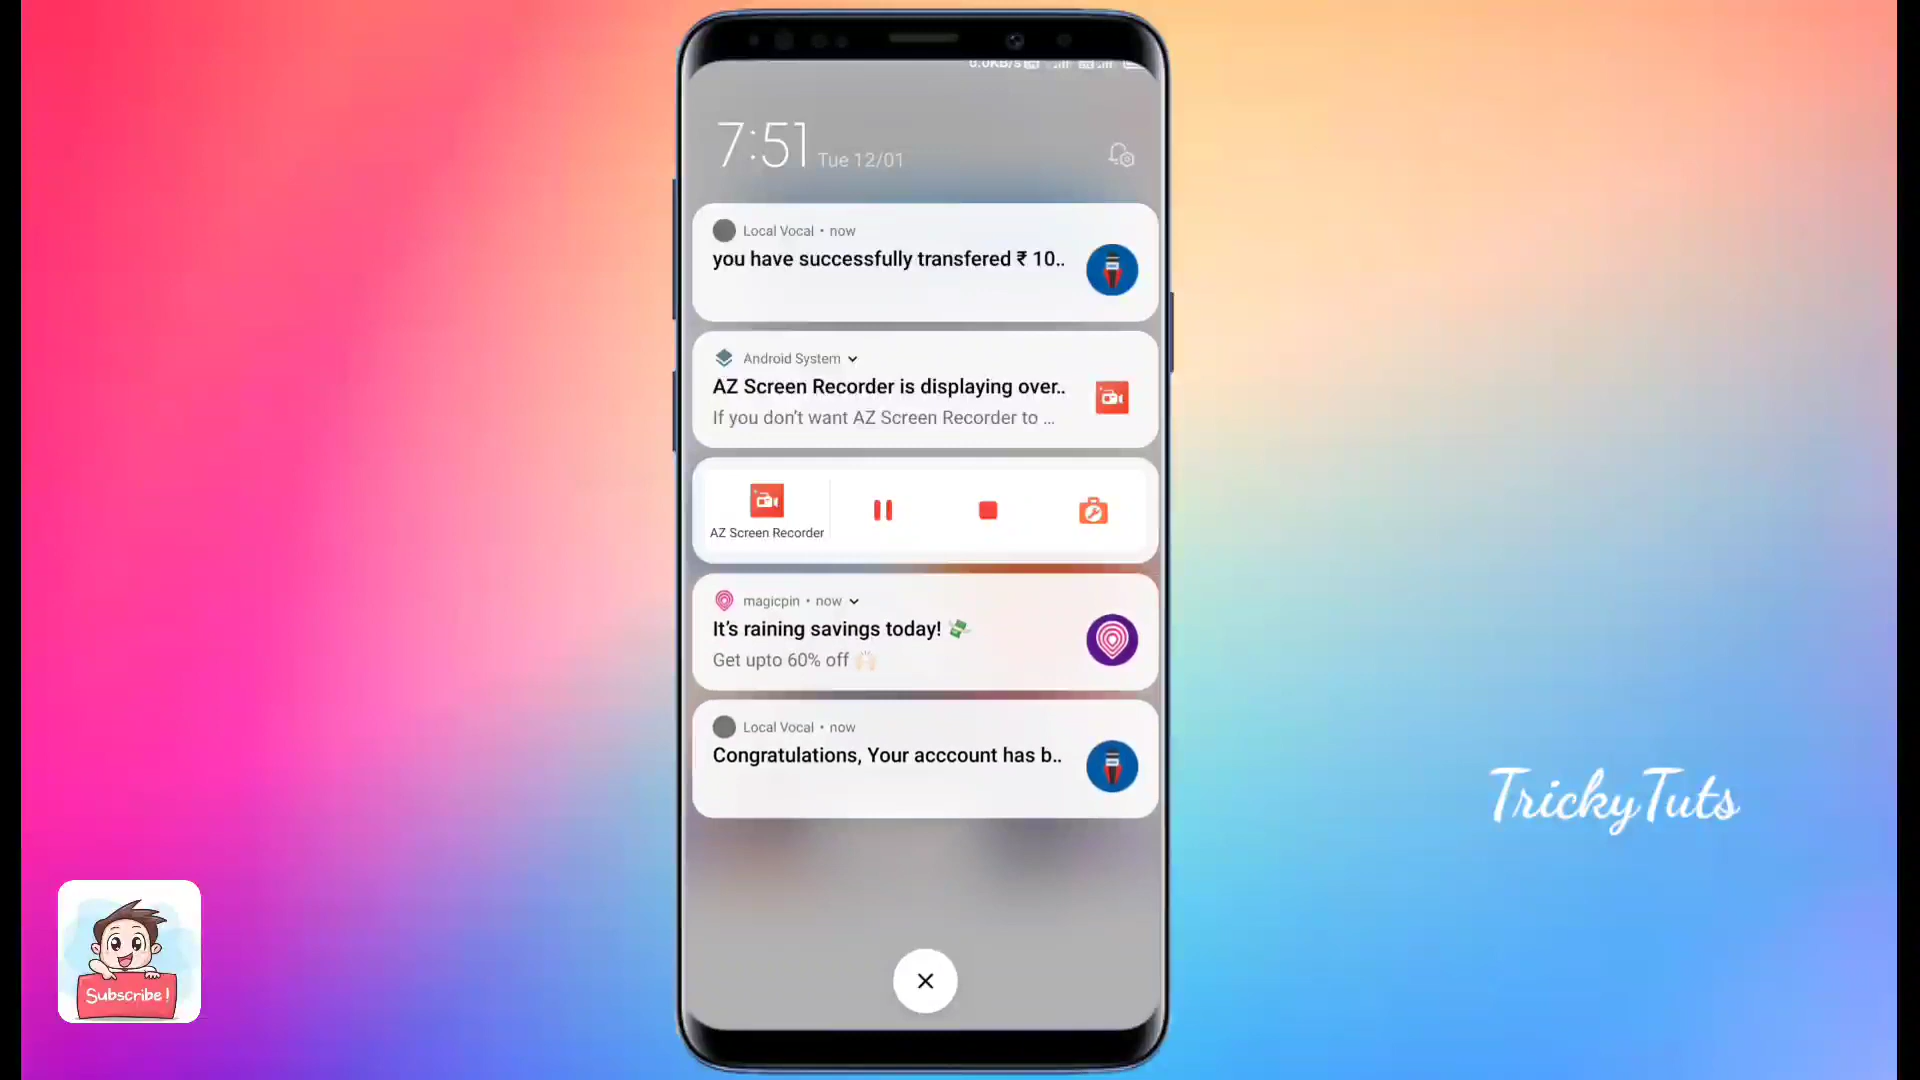 0.0KB/s
7:51 Tue 12/01
Local Vocal • now
you have successfully transfered ₹ 10..
Android System
AZ Screen Recorder is displaying over..
If you don't want AZ Screen Recorder to ...
AZ Screen Recorder
magicpin • now
It's raining savings today! 💸
Get upto 60% off 🙌🏻
Local Vocal • now
Congratulations, Your acccount has b..
TrickyTuts
Subscribe!